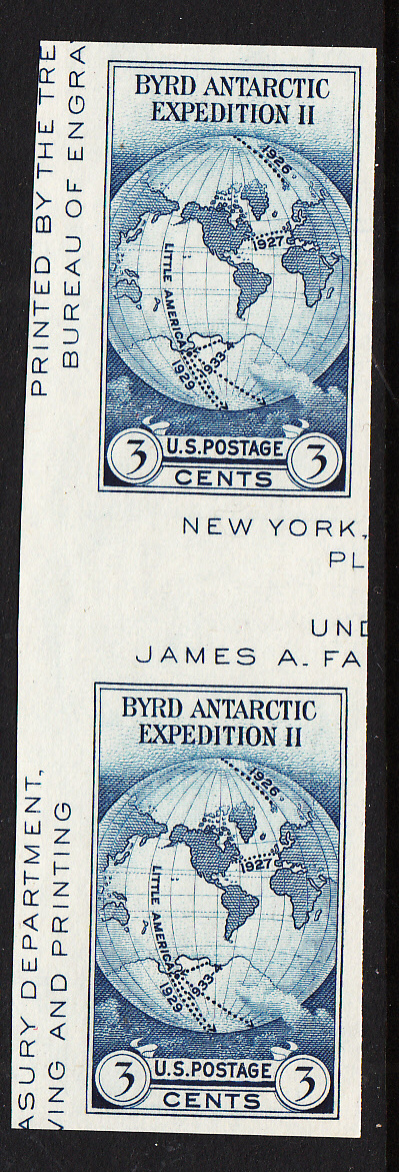 PRINTED BY THE TRE
BUREAU OF ENGRA
BYRD ANTARCTIC
EXPEDITION II
1926
1927
LITTLE AMERICA
1933
1929
3
U.S. POSTAGE
3
CENTS
NEW YORK,
PL
UND
JAMES A. FA
BYRD ANTARCTIC
EXPEDITION II
1926
1927
LITTLE AMERICA
1933
1929
3
U.S. POSTAGE
3
CENTS
ASURY DEPARTMENT,
VING AND PRINTING